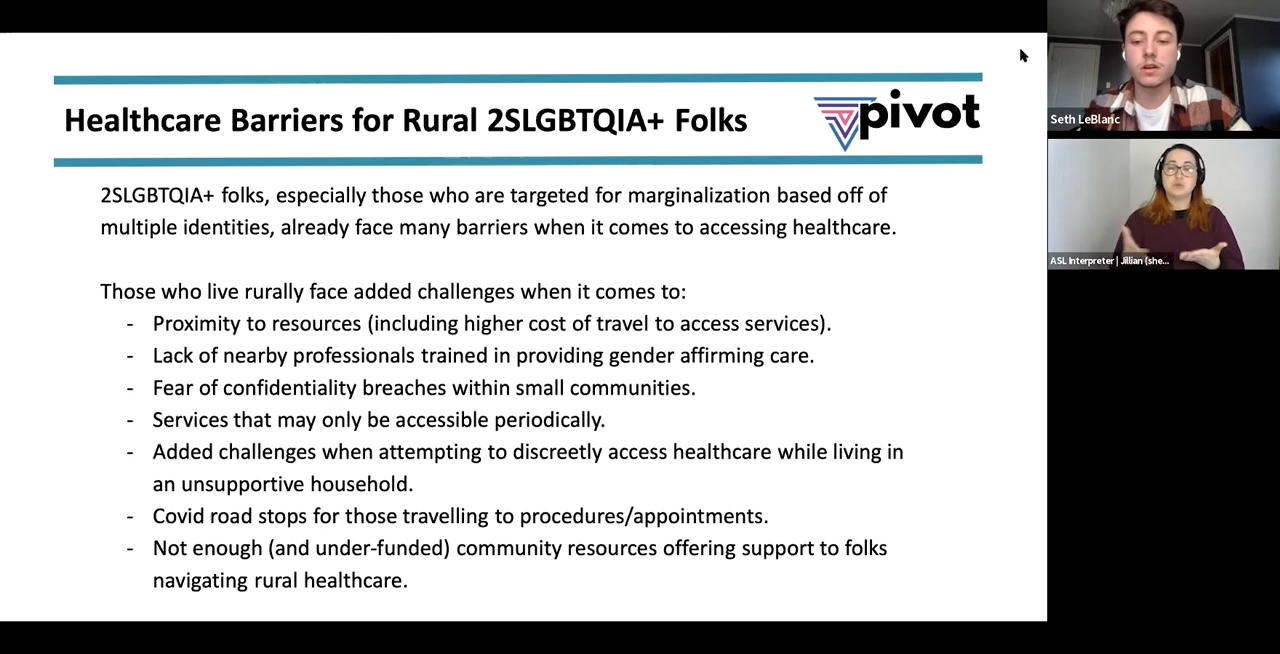 Healthcare Barriers for Rural 2SLGBTQIA+ Folks
pivot
2SLGBTQIA+ folks, especially those who are targeted for marginalization based off of
multiple identities, already face many barriers when it comes to accessing healthcare.
Those who live rurally face added challenges when it comes to:
- Proximity to resources (including higher cost of travel to access services).
- Lack of nearby professionals trained in providing gender affirming care.
- Fear of confidentiality breaches within small communities.
- Services that may only be accessible periodically.
- Added challenges when attempting to discreetly access healthcare while living in
an unsupportive household.
- Covid road stops for those travelling to procedures/appointments.
- Not enough (and under-funded) community resources offering support to folks
navigating rural healthcare.
Seth LeBlanc
ASL Interpreter | Jillian (she...